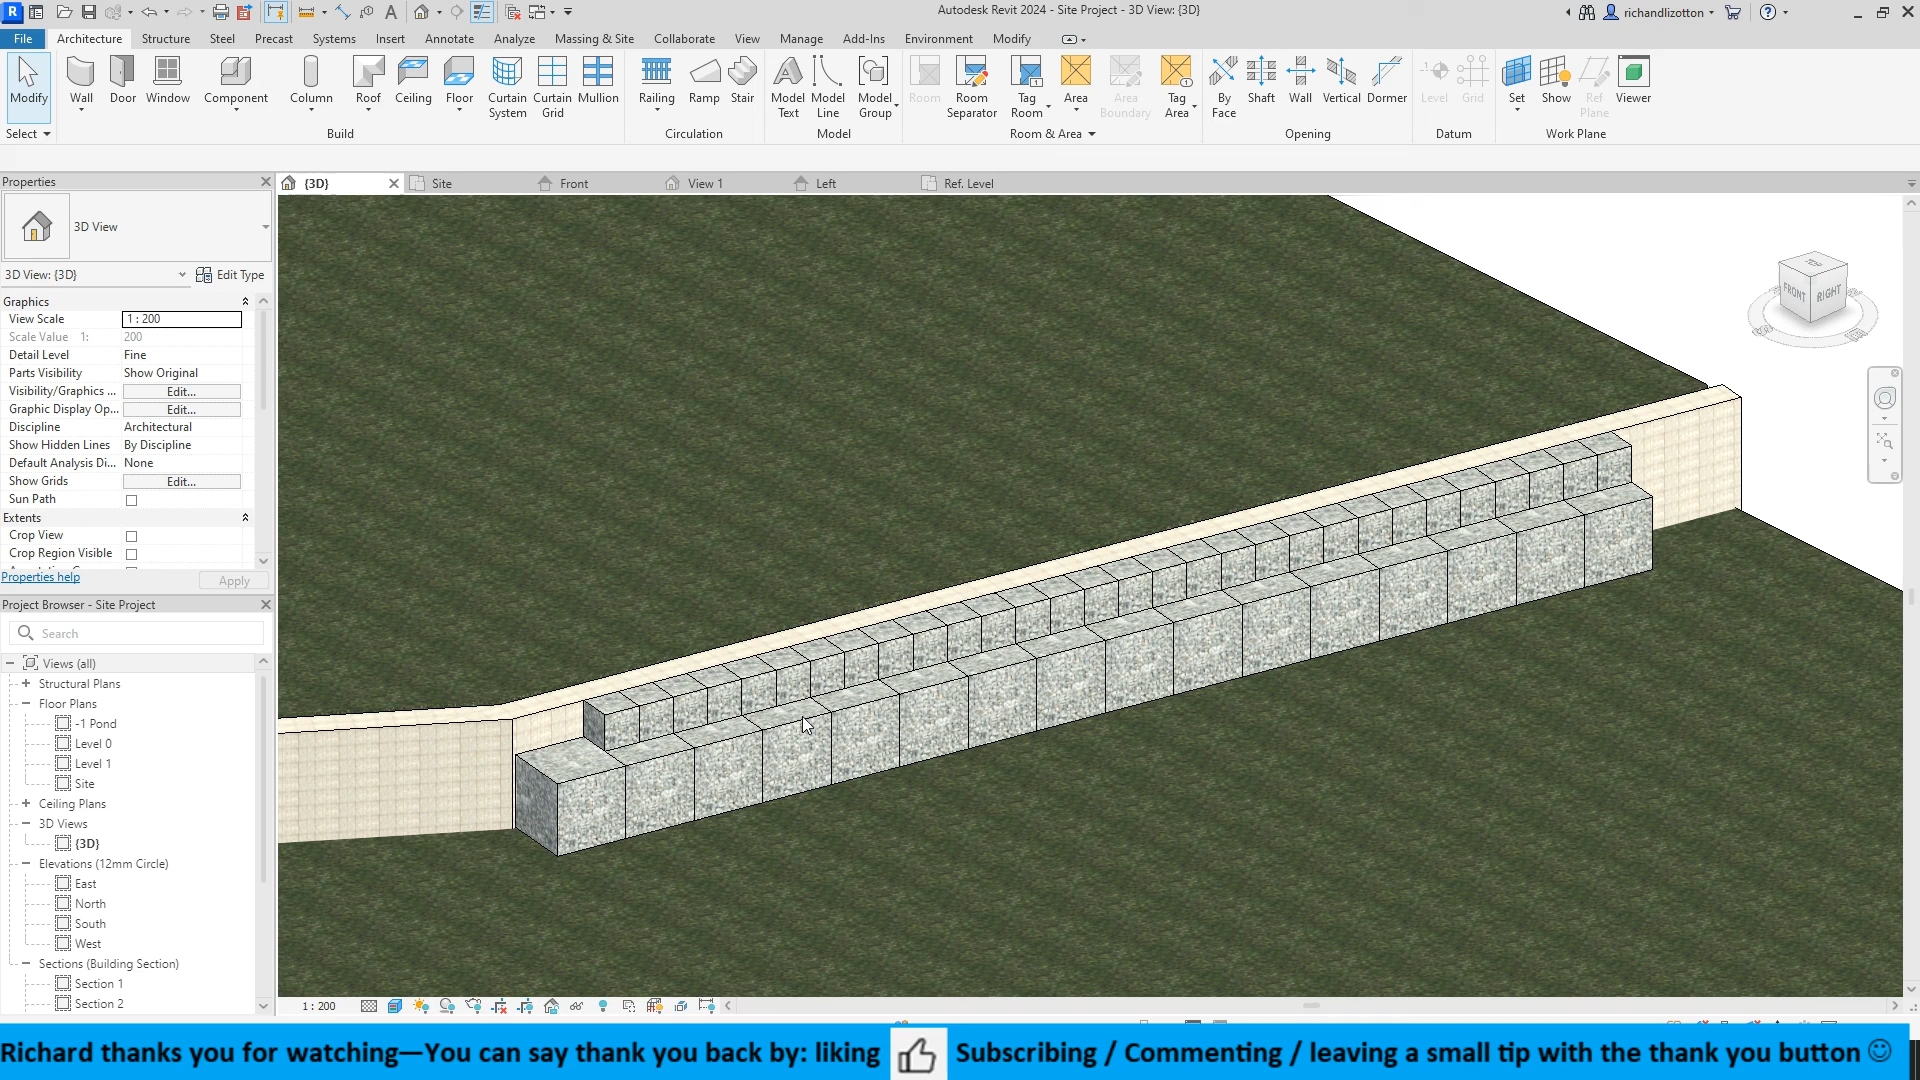 Autodesk Revit 2024 - Site Project - 3D View: {3D}
richandlizotton
File Architecture Structure Steel Precast Systems Insert Annotate Analyze Massing & Site Collaborate View Manage Add-Ins Environment Modify
Modify Wall Door Window Component Column Roof Ceiling Floor Curtain System Curtain Grid Mullion Railing Ramp Stair Model Text Model Line Model Group Room Room Separator Tag Room Area Area Boundary Tag Area By Face Shaft Wall Vertical Dormer Level Grid Set Show Ref Plane Viewer
Select Build Circulation Model Room & Area Opening Datum Work Plane
Properties
{3D} Site Front View 1 Left Ref. Level
3D View
3D View: {3D} Edit Type
Graphics
View Scale 1 : 200
Scale Value 1: 200
Detail Level Fine
Parts Visibility Show Original
Visibility/Graphics ... Edit...
Graphic Display Op... Edit...
Discipline Architectural
Show Hidden Lines By Discipline
Default Analysis Di... None
Show Grids Edit...
Sun Path
Extents
Crop View
Crop Region Visible
Properties help Apply
Project Browser - Site Project
Search
Views (all)
Structural Plans
Floor Plans
-1 Pond
Level 0
Level 1
Site
Ceiling Plans
3D Views
{3D}
Elevations (12mm Circle)
East
North
South
West
Sections (Building Section)
Section 1
Section 2
TOP
FRONT
RIGHT
1 : 200
Richard thanks you for watching—You can say thank you back by: liking Subscribing / Commenting / leaving a small tip with the thank you button ☺